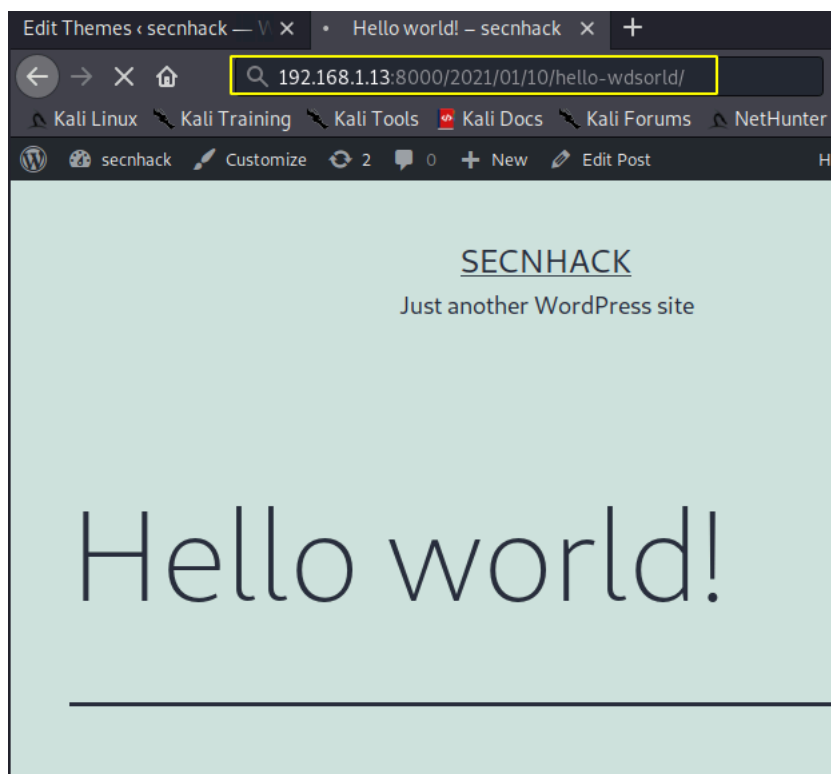 Edit Themes ‹ secnhack — W
Hello world! – secnhack
192.168.1.13:8000/2021/01/10/hello-wdsorld/
Kali Linux Kali Training Kali Tools Kali Docs Kali Forums NetHunter
secnhack Customize 2 0 New Edit Post H
SECNHACK
Just another WordPress site
Hello world!